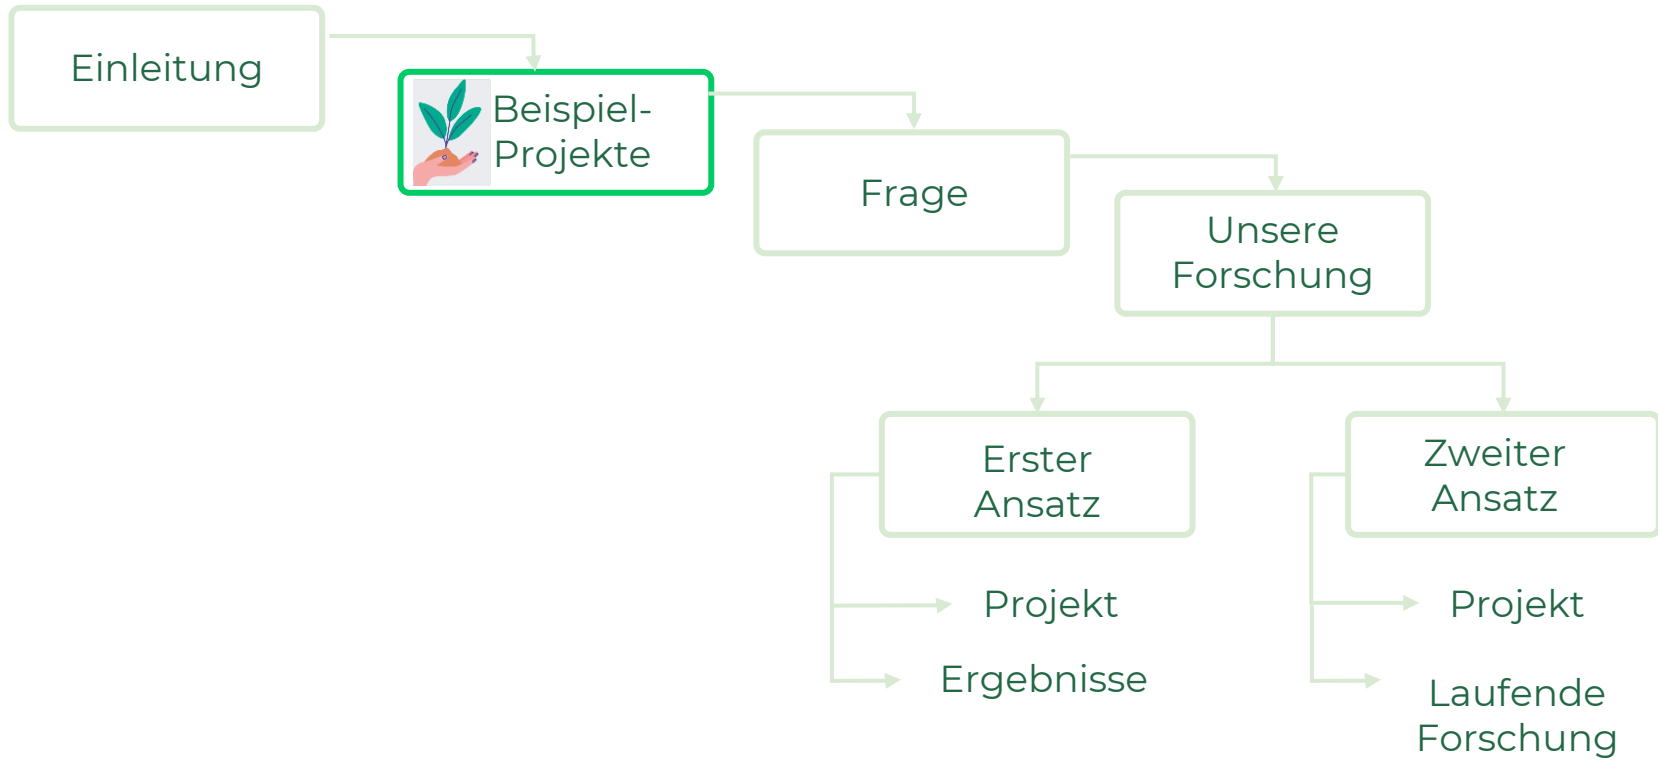 Einleitung
Beispiel-
Projekte
Frage
Unsere
Forschung
Erster
Ansatz
Projekt
Ergebnisse
Zweiter
Ansatz
Projekt
Laufende
Forschung